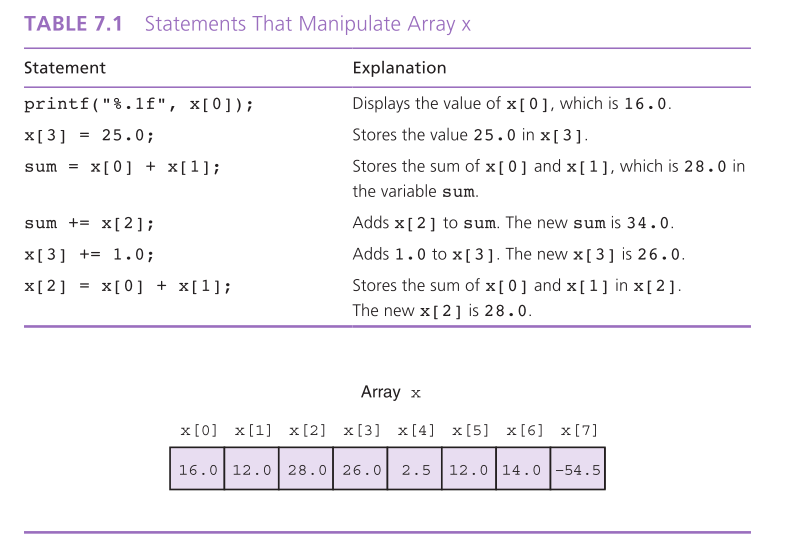 TABLE 7.1 Statements That Manipulate Array x
Statement Explanation
printf("%.1f", x[0]); Displays the value of x[0], which is 16.0.
x[3] = 25.0; Stores the value 25.0 in x[3].
sum = x[0] + x[1]; Stores the sum of x[0] and x[1], which is 28.0 in
the variable sum.
sum += x[2]; Adds x[2] to sum. The new sum is 34.0.
x[3] += 1.0; Adds 1.0 to x[3]. The new x[3] is 26.0.
x[2] = x[0] + x[1]; Stores the sum of x[0] and x[1] in x[2].
The new x[2] is 28.0.
Array x
x[0] x[1] x[2] x[3] x[4] x[5] x[6] x[7]
16.0 12.0 28.0 26.0 2.5 12.0 14.0 –54.5